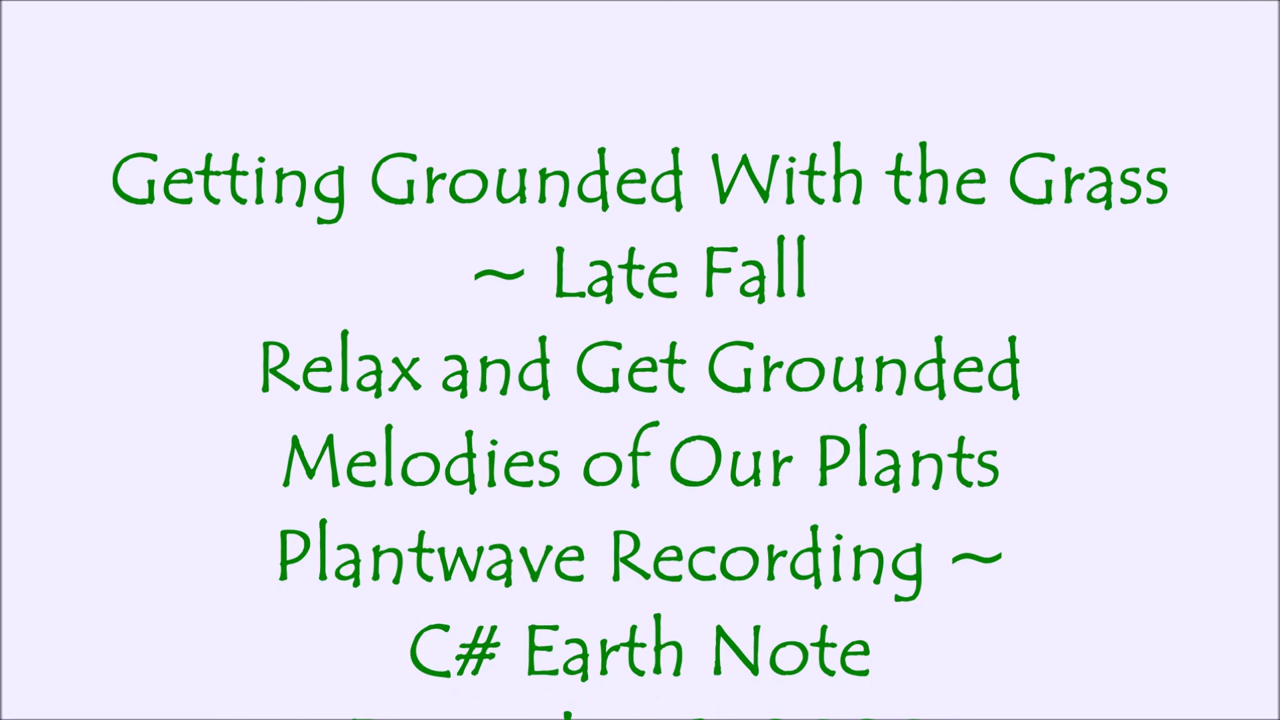 Getting Grounded With the Grass
~ Late Fall
Relax and Get Grounded
Melodies of Our Plants
Plantwave Recording ~
C# Earth Note